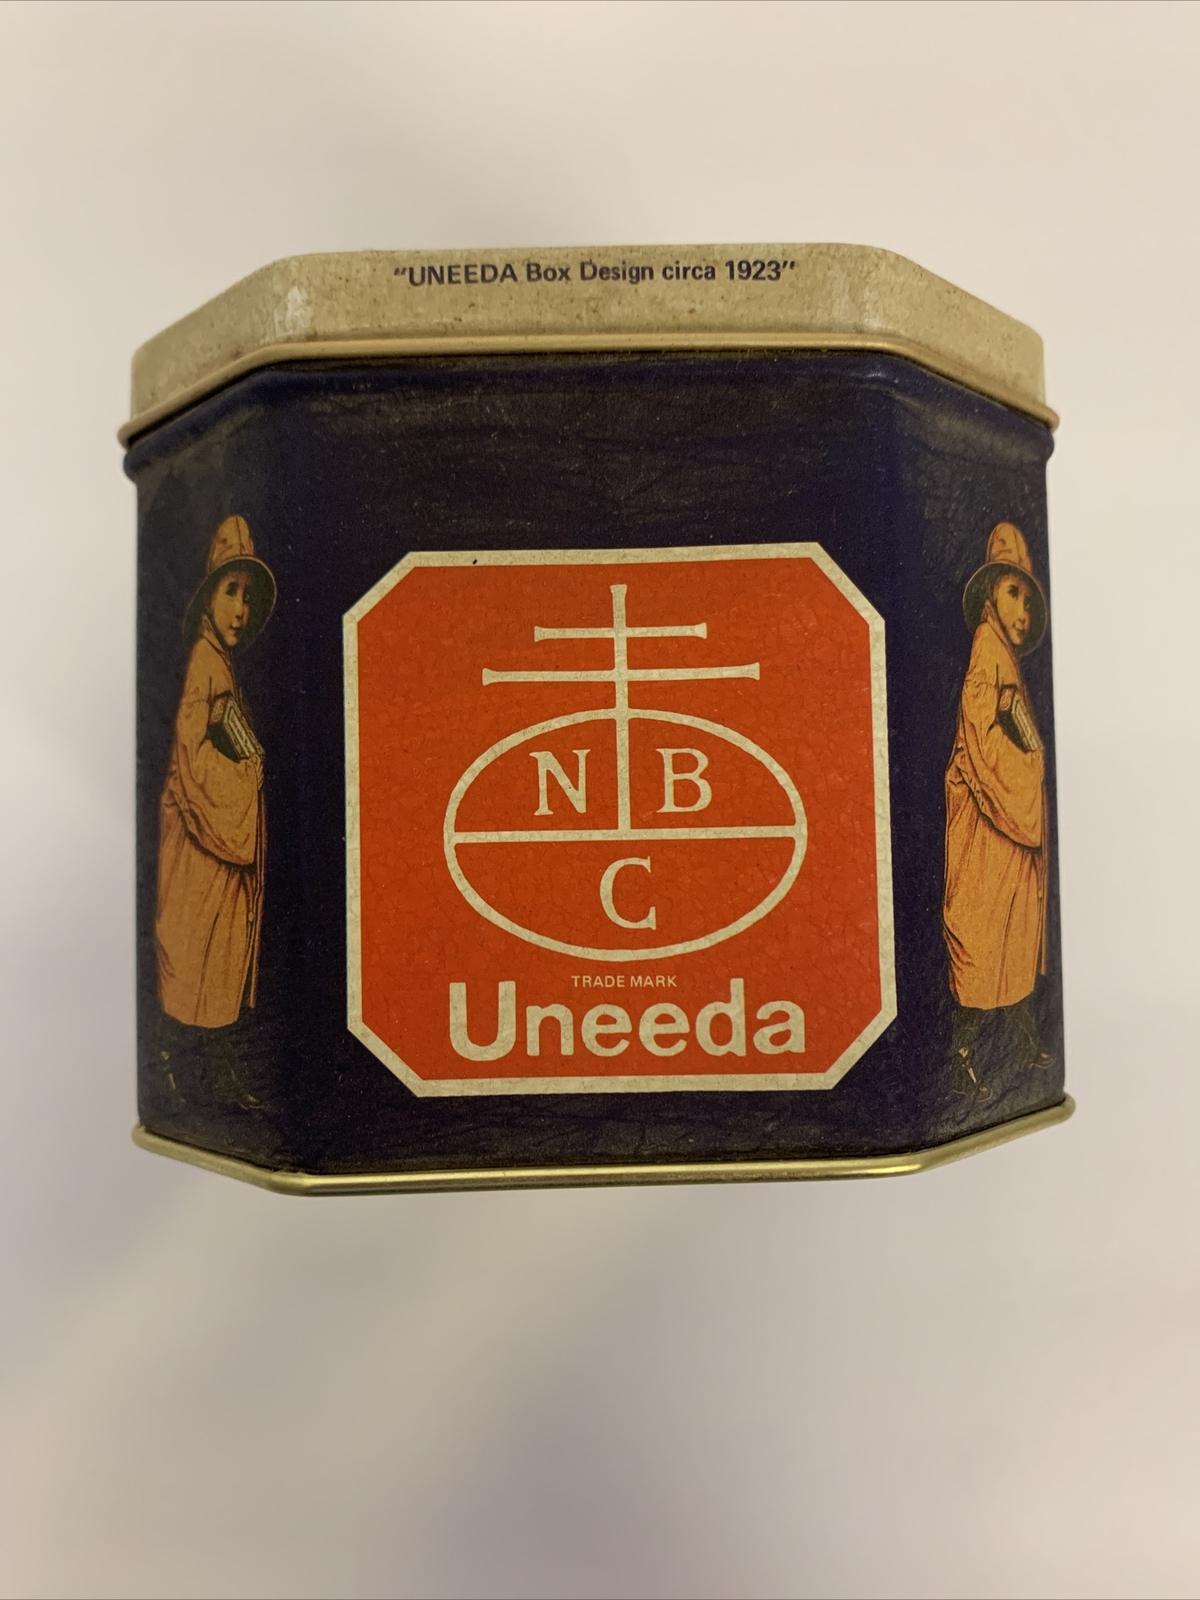 “UNEEDA Box Design circa 1923”
N B
C
TRADE MARK
Uneeda